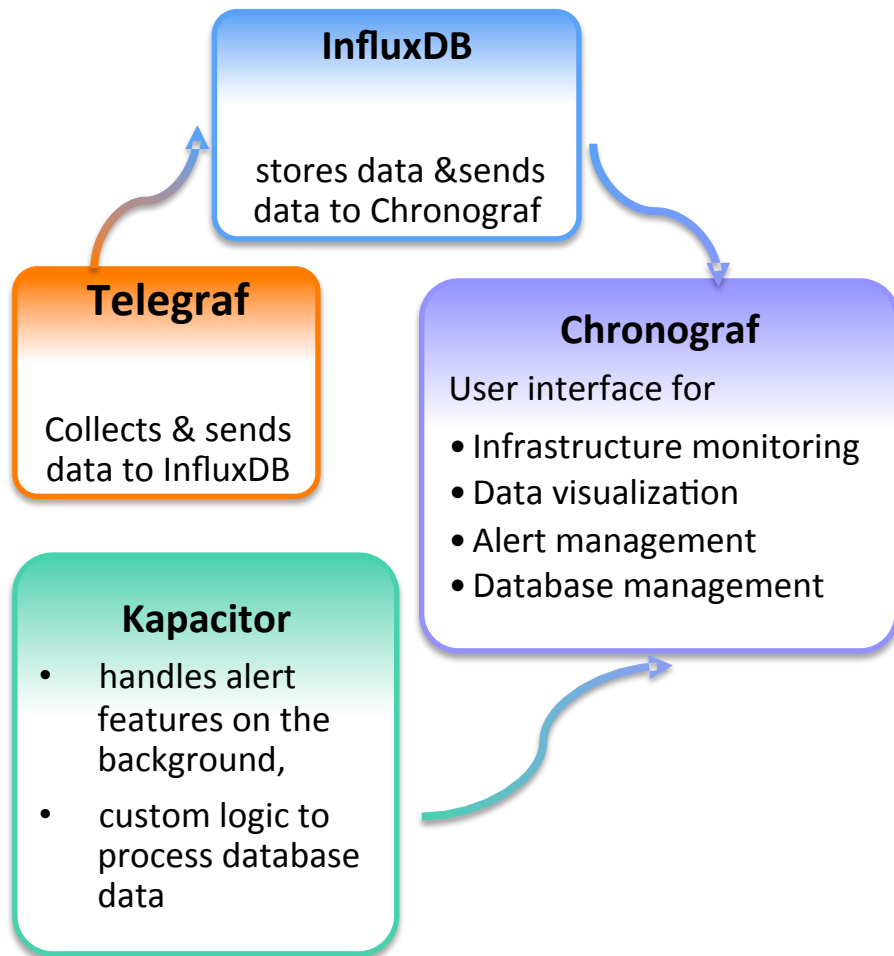 InfluxDB
stores data &sends
data to Chronograf
Telegraf
Collects & sends
data to InfluxDB
Chronograf
User interface for
• Infrastructure monitoring
• Data visualization
• Alert management
• Database management
Kapacitor
• handles alert
features on the
background,
• custom logic to
process database
data